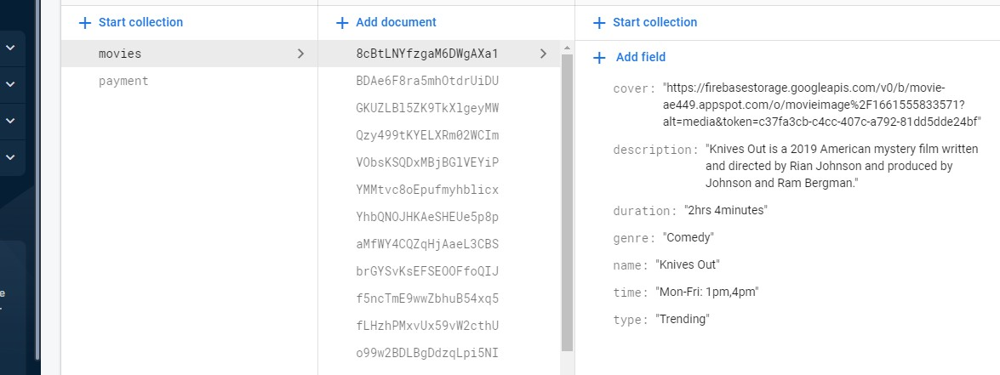 Start collection
movies
payment
Add document
8cBtLNYfzgaM6DWgAXa1
BDAe6F8ra5mhOtdrUiDU
GKUZLBl5ZK9TkXlgeyMW
Qzy499tKYELXRm02WCIm
VObsKSQDxMBjBGlVEYiP
YMMtvc8oEpufmyhblicx
YhbQNOJHKAeSHEUe5p8p
aMfWY4CQZqHjAaeL3CBS
brGYSvKsEFSEOOFfoQIJ
f5ncTmE9wwZbhuB54xq5
fLHzhPMxvUx59vW2cthU
o99w2BDLBgDdzqLpi5NI
Start collection
Add field
cover: "https://firebasestorage.googleapis.com/v0/b/movie-
ae449.appspot.com/o/movieimage%2F1661555833571?
alt=media&token=c37fa3cb-c4cc-407c-a792-81dd5dde24bf"
description: "Knives Out is a 2019 American mystery film written
and directed by Rian Johnson and produced by
Johnson and Ram Bergman."
duration: "2hrs 4minutes"
genre: "Comedy"
name: "Knives Out"
time: "Mon-Fri: 1pm,4pm"
type: "Trending"